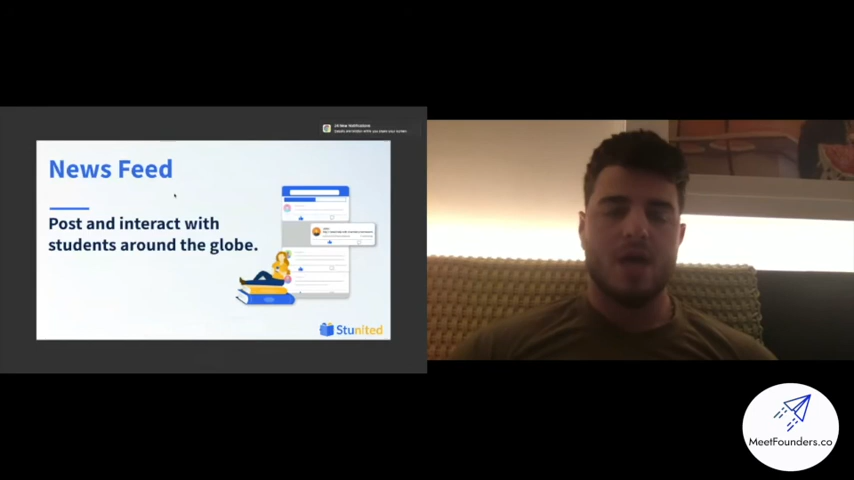 News Feed
Post and interact with
students around the globe.
Stunited
MeetFounders.co